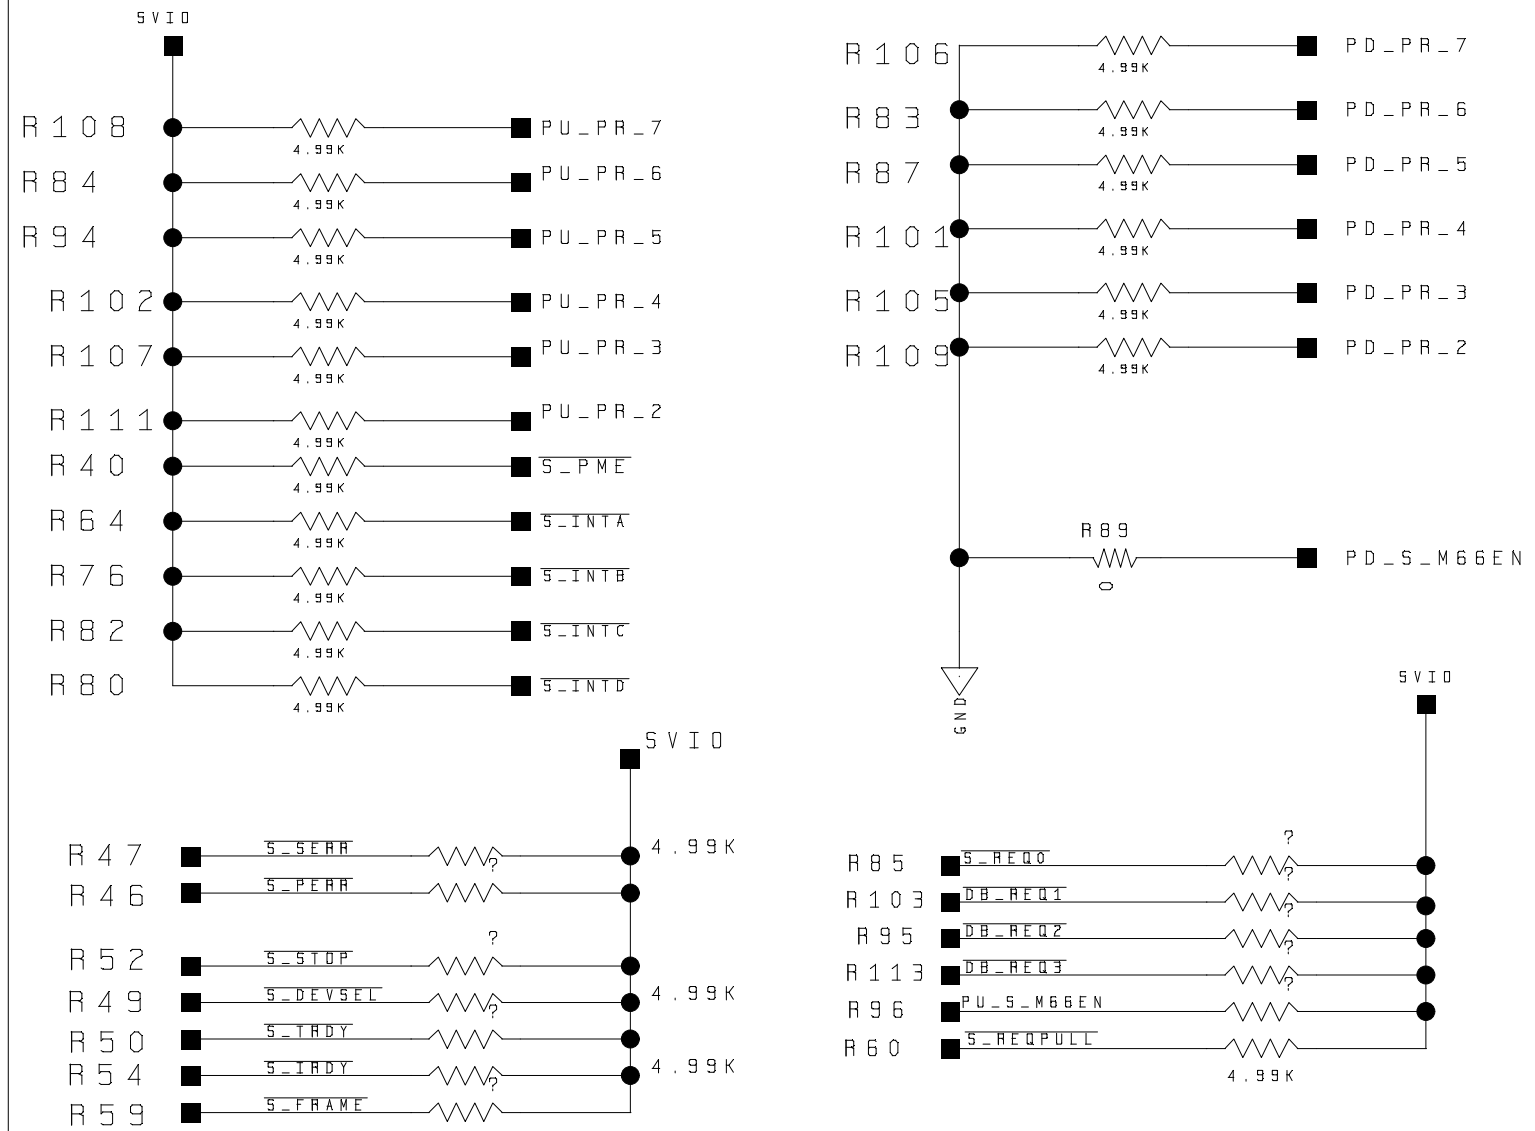 SVIO
R108 4.99K PU_PR_7
R84 4.99K PU_PR_6
R94 4.99K PU_PR_5
R102 4.99K PU_PR_4
R107 4.99K PU_PR_3
R111 4.99K PU_PR_2
R40 4.99K S_PME
R64 4.99K S_INTA
R76 4.99K S_INTB
R82 4.99K S_INTC
R80 4.99K S_INTD
R106 4.99K PD_PR_7
R83 4.99K PD_PR_6
R87 4.99K PD_PR_5
R101 4.99K PD_PR_4
R105 4.99K PD_PR_3
R109 4.99K PD_PR_2
R89
0
PD_S_M66EN
GND
SVIO
R47 S_SERR ? 4.99K
R46 S_PERR
R52 S_STOP ?
R49 S_DEVSEL ? 4.99K
R50 S_TRDY
R54 S_IRDY ? 4.99K
R59 S_FRAME
SVIO
?
R85 S_REQ0 ?
R103 DB_REQ1 ?
R95 DB_REQ2 ?
R113 DB_REQ3 ?
R96 PU_S_M66EN
R60 S_REQPULL
4.99K